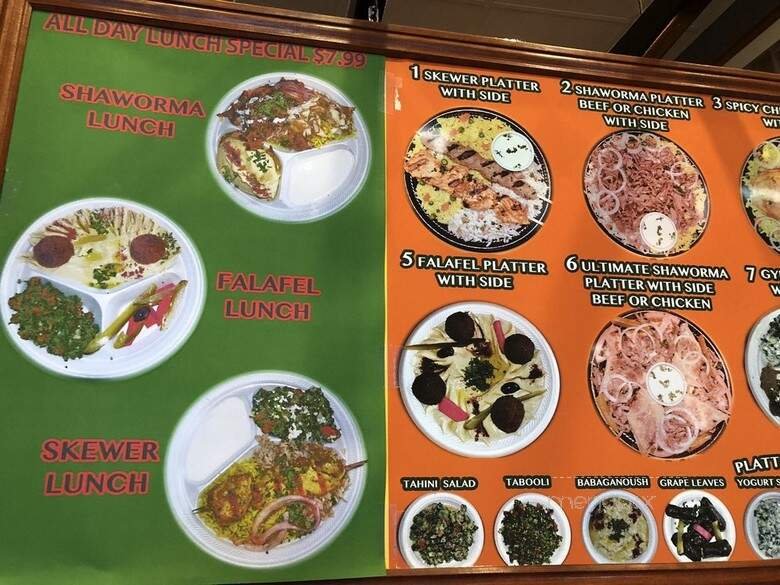 ALL DAY LUNCH SPECIAL $7.99
SHAWORMA
LUNCH
FALAFEL
LUNCH
SKEWER
LUNCH
1 SKEWER PLATTER
WITH SIDE
2 SHAWORMA PLATTER
BEEF OR CHICKEN
WITH SIDE
3 SPICY
5 FALAFEL PLATTER
WITH SIDE
6 ULTIMATE SHAWORMA
PLATTER WITH SIDE
BEEF OR CHICKEN
7
PLATT
TAHINI SALAD
TABOOLI
BABAGANOUSH
GRAPE LEAVES
YOGURT